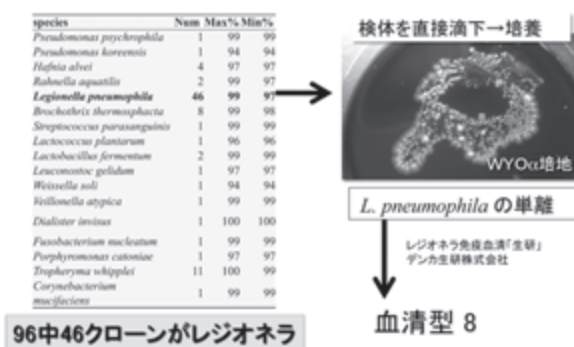 species Num Max% Min%
Pseudomonas psychrophila 1 99 99
Pseudomonas koreensis 1 94 94
Hafnia alvei 4 97 97
Rahnella aquatilis 2 99 97
Legionella pneumophila 46 99 97
Brochothrix thermosphacta 8 99 98
Streptococcus parasanguinis 1 99 99
Lactococcus plantarum 1 96 96
Lactobacillus fermentum 2 99 99
Leuconostoc gelidum 1 97 97
Weissella soli 1 94 94
Veillonella atypica 1 99 99
Dialister invisus 1 100 100
Fusobacterium nucleatum 1 99 99
Porphyromonas catoniae 1 97 97
Tropheryma whipplei 11 100 99
Corynebacterium
mucifaciens 1 99 99
96中46クローンがレジオネラ
検体を直接滴下→培養
WYOα培地
L. pneumophila の単離
レジオネラ免疫血清「生研」
デンカ生研株式会社
血清型 8